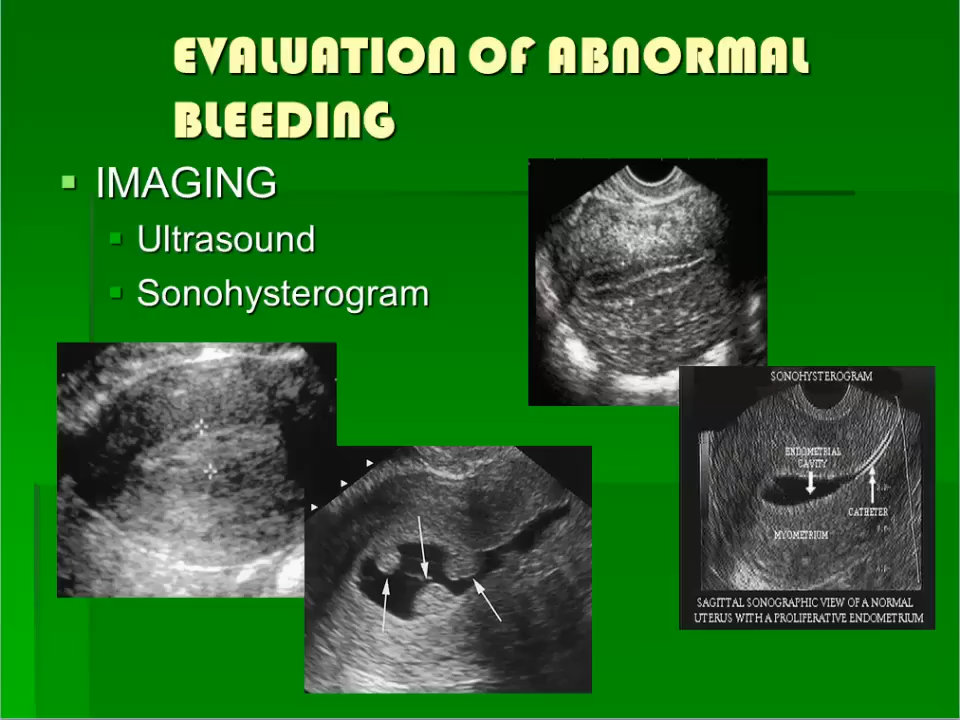 EVALUATION OF ABNORMAL
BLEEDING
IMAGING
Ultrasound
Sonohysterogram
SONOHYSTEROGRAM
ENDOMETRIAL
CAVITY
CATHETER
MYOMETRIUM
SAGITTAL SONOGRAPHIC VIEW OF A NORMAL
UTERUS WITH A PROLIFERATIVE ENDOMETRIUM